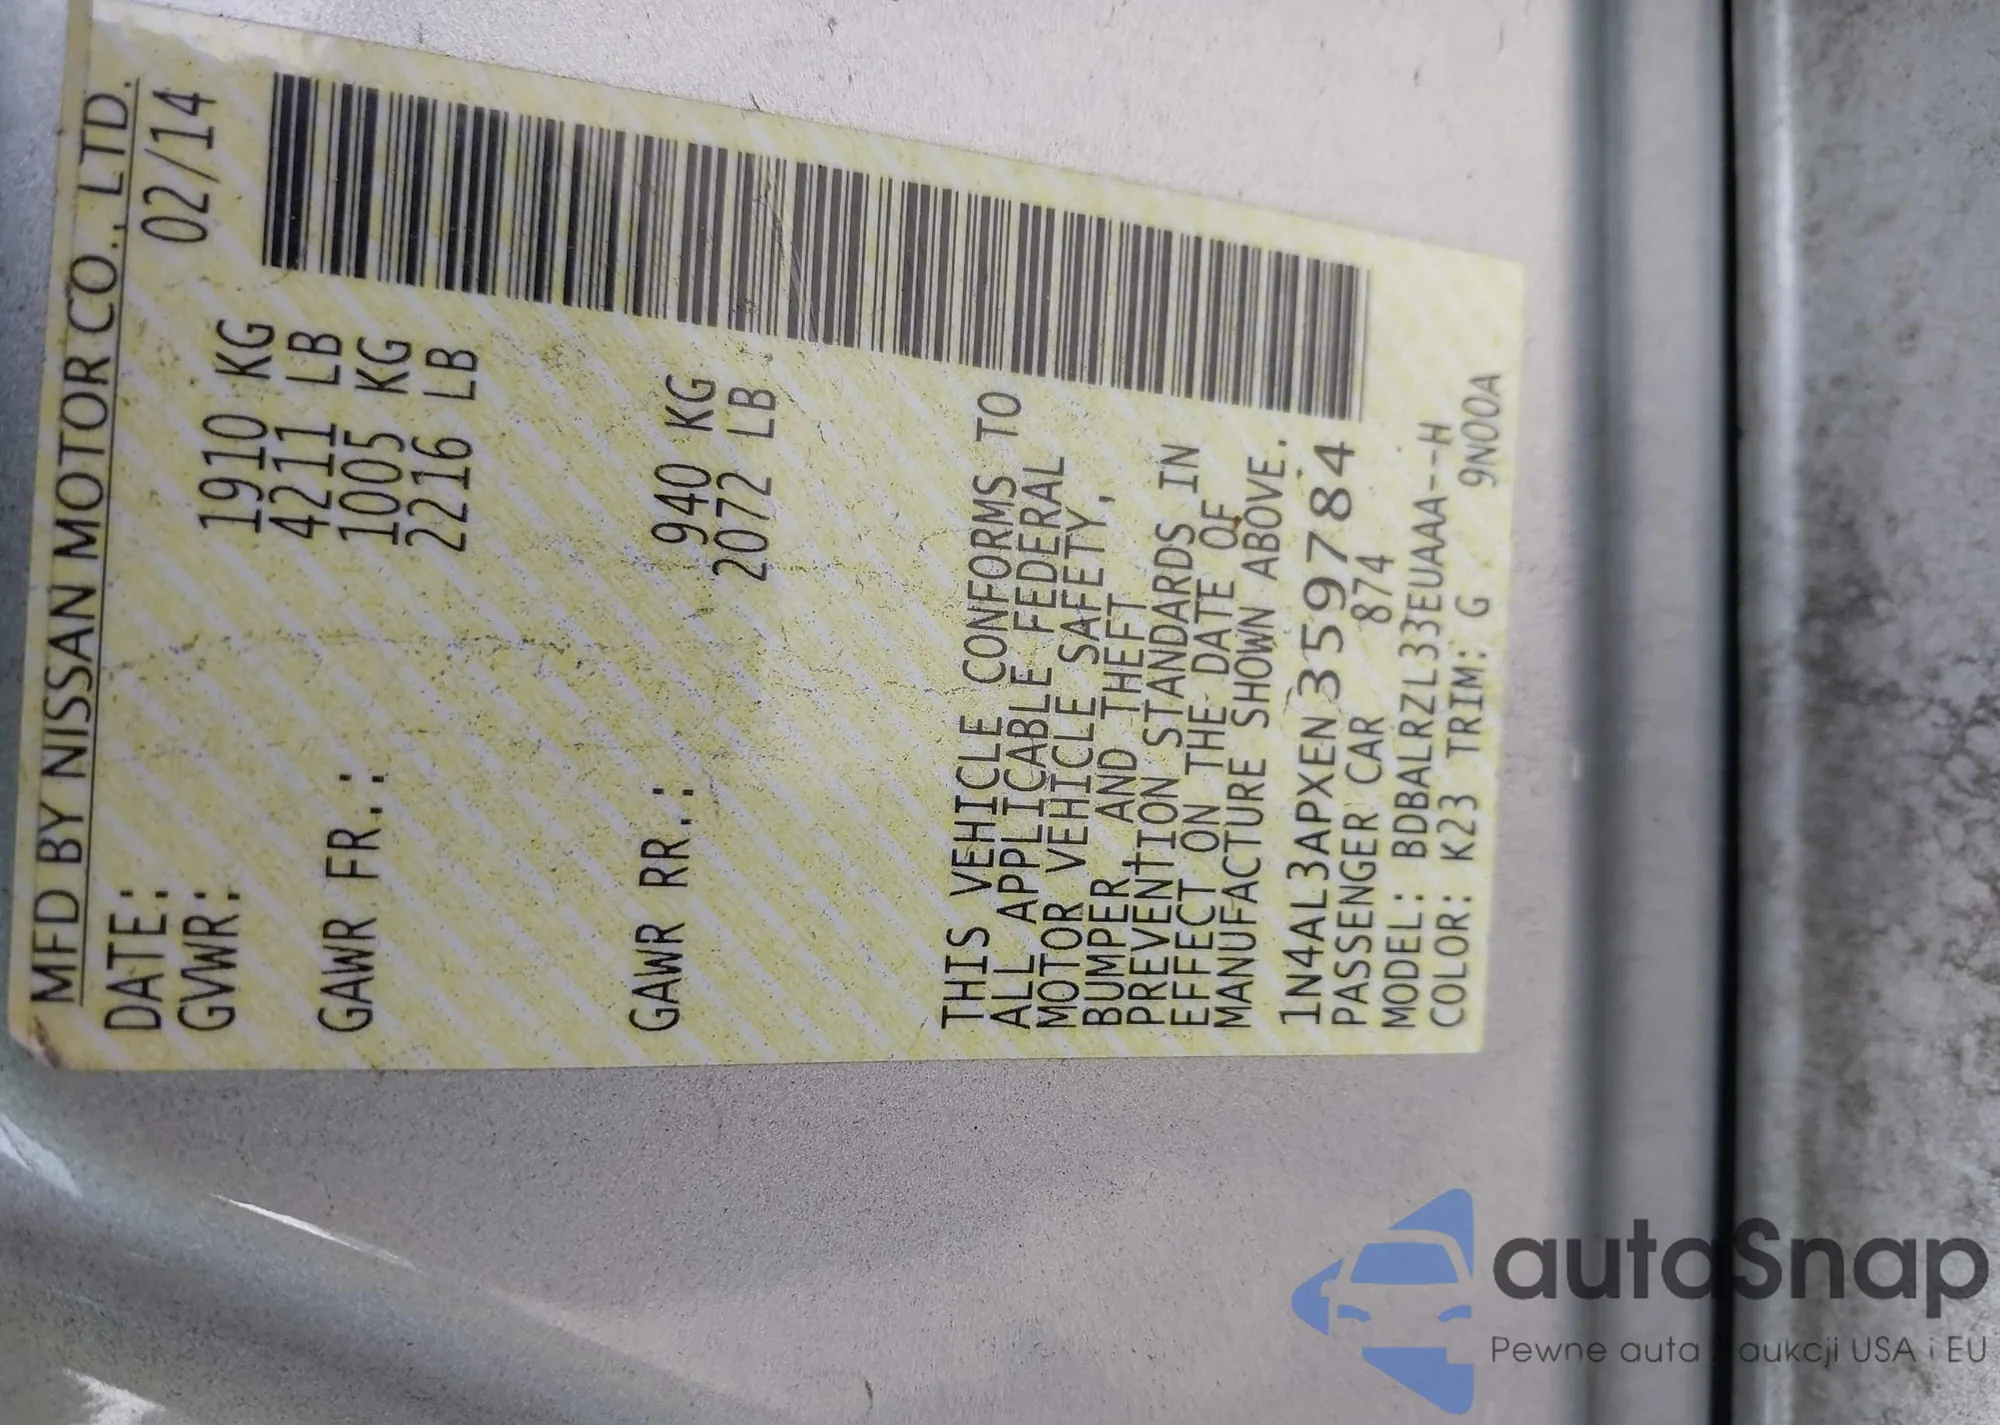 MFD BY NISSAN MOTOR CO., LTD.
DATE: 02/14
GVWR: 1910 KG
4211 LB
GAWR FR.: 1005 KG
2216 LB
GAWR RR.: 940 KG
2072 LB
THIS VEHICLE CONFORMS TO
ALL APPLICABLE FEDERAL
MOTOR VEHICLE SAFETY,
BUMPER, AND THEFT
PREVENTION STANDARDS IN
EFFECT ON THE DATE OF
MANUFACTURE SHOWN ABOVE.
1N4AL3APXEN359784
PASSENGER CAR 874
MODEL: BDBALRZL33EUAAA--H
COLOR: K23 TRIM: G 9N00A
autoSnap
Pewne auta z aukcji USA i EU